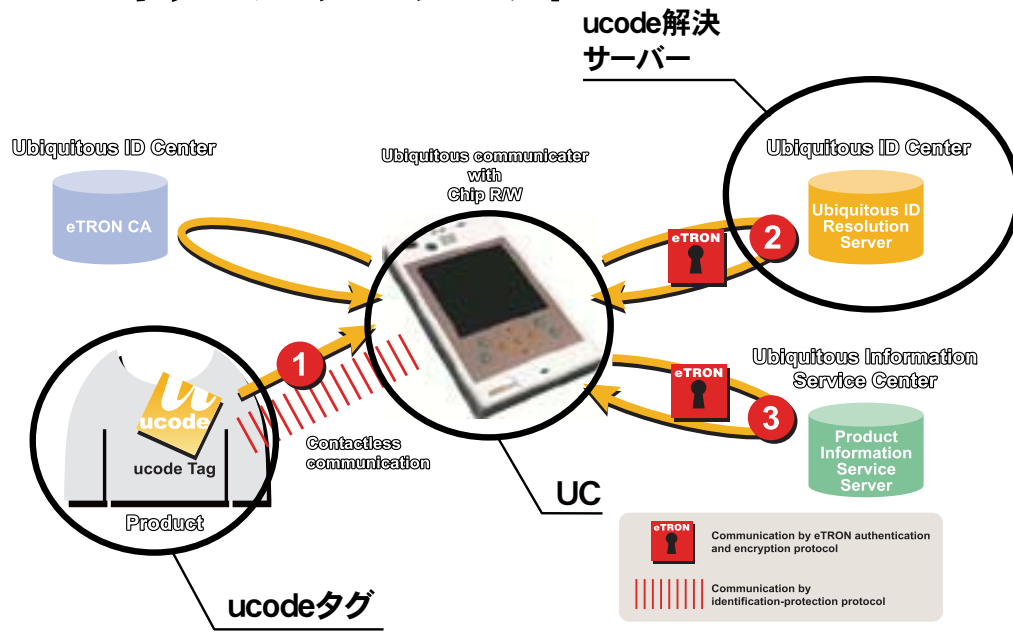 ucode解決
サーバー
Ubiquitous ID Center
eTRON CA
Ubiquitous communicater
with
Chip R/W
Ubiquitous ID Center
Ubiquitous ID
Resolution
Server
eTRON
2
1
Ubiquitous Information
Service Center
eTRON
3
Product
Information
Service
Server
u
ucode
ucode Tag
Product
Contactless
communication
UC
eTRON
Communication by eTRON authentication
and encryption protocol
Communication by
identification-protection protocol
ucodeタグ